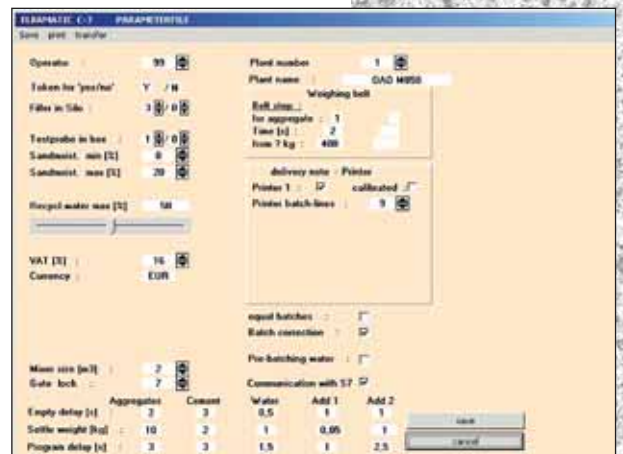 ELBAMATIC C-3 PARAMETERFILE
Save print transfer
Operator : 99
Token for 'yes/no' Y / N
Filler in Silo : 3 / 0
Testprobe in box : 1 / 0
Sandmoist. min [%] 0
Sandmoist. max [%] 20
Recycl.water max [%] 50
VAT [%] : 16
Currency : EUR
Mixer size [m3] : 2
Gate lock : 7
Plant number 1
Plant name : OAD
Weighing belt
Belt stop :
for aggregate : 1
Time [s] : 2
from ? kg : 400
delivery note - Printer
Printer 1 : calibrated :
Printer batch-lines : 9
equal batches :
Batch correction :
Pre-batching water :
Communication with S7
Aggregates Cement Water Add 1 Add 2
Empty delay [s] : 2 3 0,5 1 1
Settle weight [kg] : 10 2 1 0,05 1
Program delay [s] : 3 3 1,5 1 2,5
save
cancel